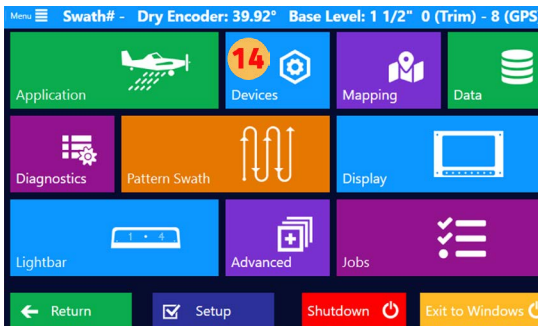 Menu Swath# - Dry Encoder: 39.92° Base Level: 1 1/2" 0 (Trim) - 8 (GPS
14
Application Devices Mapping Data
Diagnostics Pattern Swath Display
1 • 4
Lightbar Advanced Jobs
Return Setup Shutdown Exit to Windows